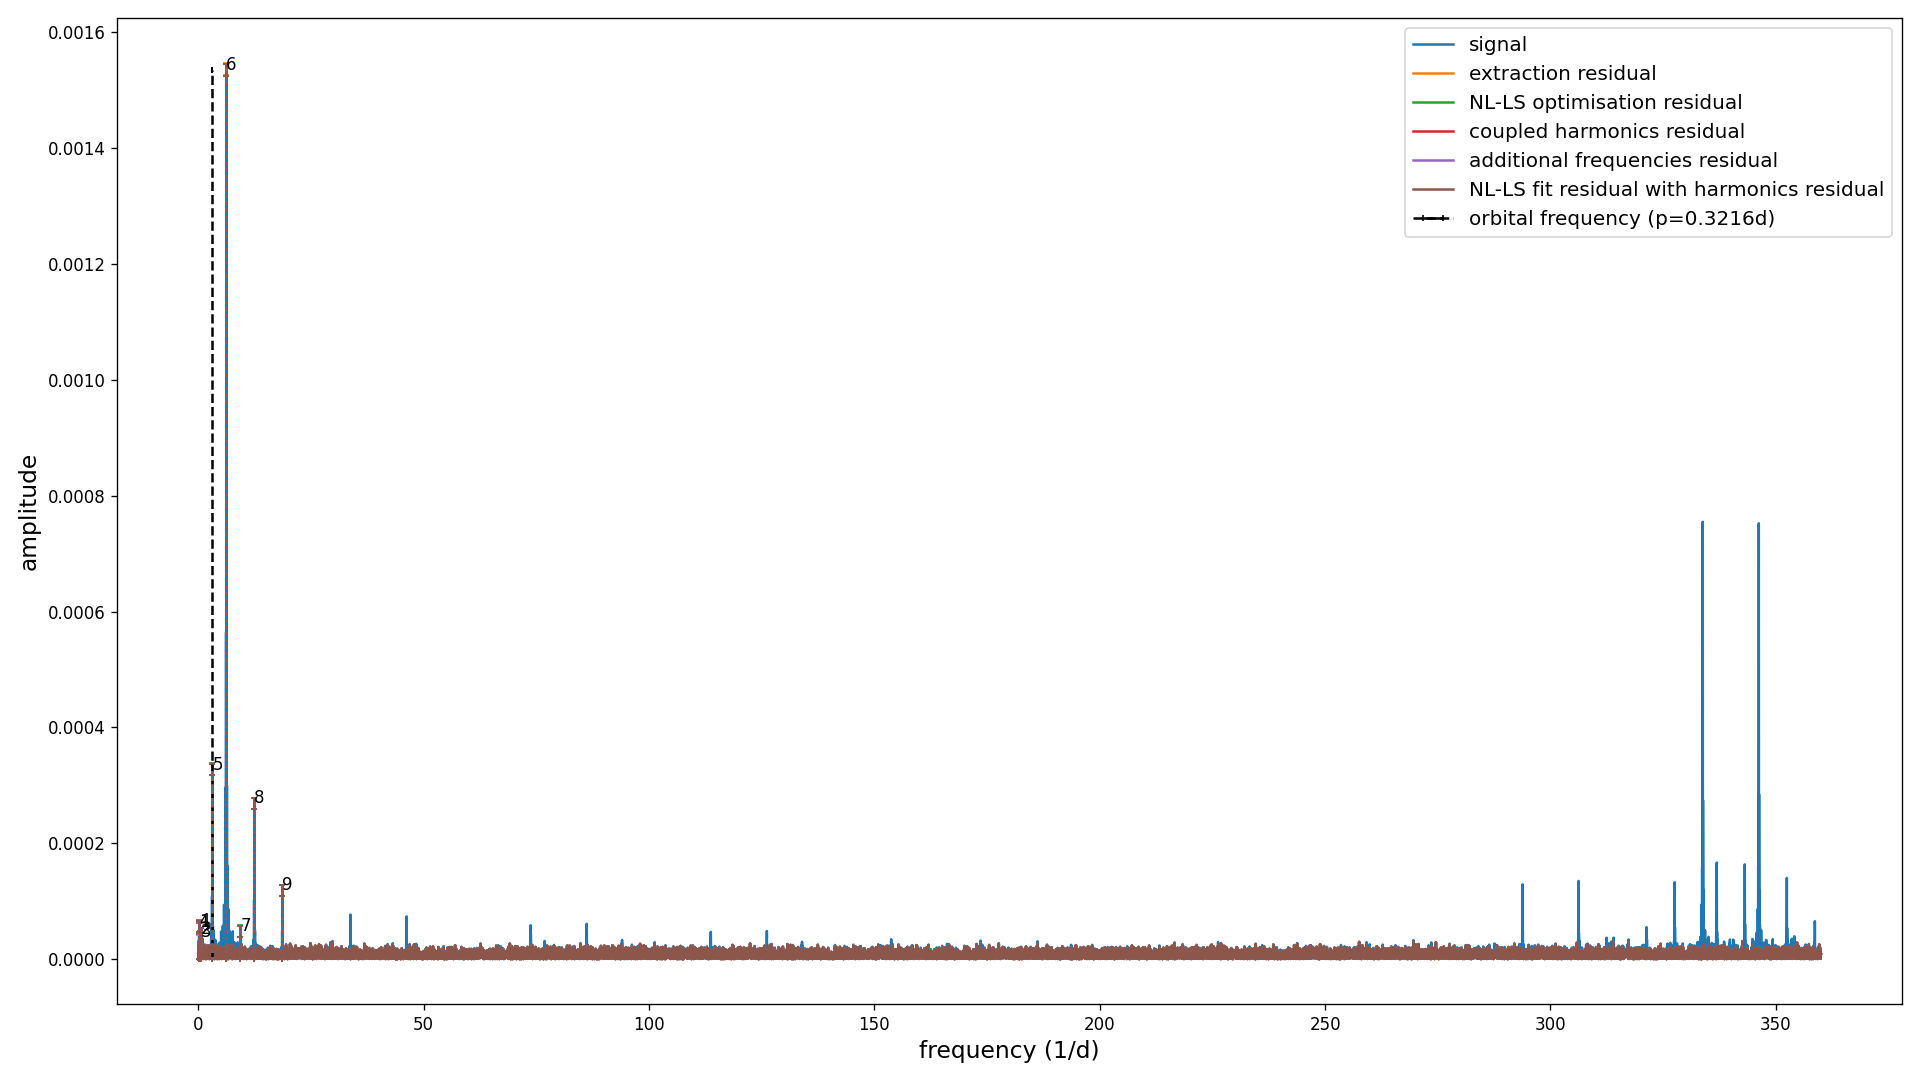 0.0016
0.0014
0.0012
0.0010
0.0008
0.0006
0.0004
0.0002
0.0000
amplitude
6
5
8
9
7
signal
extraction residual
NL-LS optimisation residual
coupled harmonics residual
additional frequencies residual
NL-LS fit residual with harmonics residual
orbital frequency (p=0.3216d)
0 50 100 150 200 250 300 350
frequency (1/d)